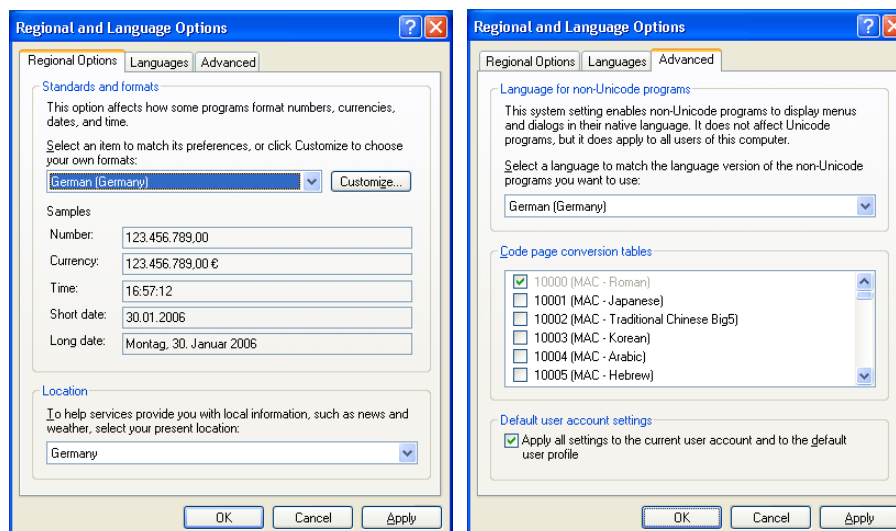 Regional and Language Options
Regional Options Languages Advanced
Standards and formats
This option affects how some programs format numbers, currencies,
dates, and time.
Select an item to match its preferences, or click Customize to choose
your own formats:
German (Germany) Customize...
Samples
Number: 123.456.789,00
Currency: 123.456.789,00 €
Time: 16:57:12
Short date: 30.01.2006
Long date: Montag, 30. Januar 2006
Location
To help services provide you with local information, such as news and
weather, select your present location:
Germany
OK Cancel Apply
Regional and Language Options
Regional Options Languages Advanced
Language for non-Unicode programs
This system setting enables non-Unicode programs to display menus
and dialogs in their native language. It does not affect Unicode
programs, but it does apply to all users of this computer.
Select a language to match the language version of the non-Unicode
programs you want to use:
German (Germany)
Code page conversion tables
10000 (MAC - Roman)
10001 (MAC - Japanese)
10002 (MAC - Traditional Chinese Big5)
10003 (MAC - Korean)
10004 (MAC - Arabic)
10005 (MAC - Hebrew)
Default user account settings
Apply all settings to the current user account and to the default
user profile
OK Cancel Apply